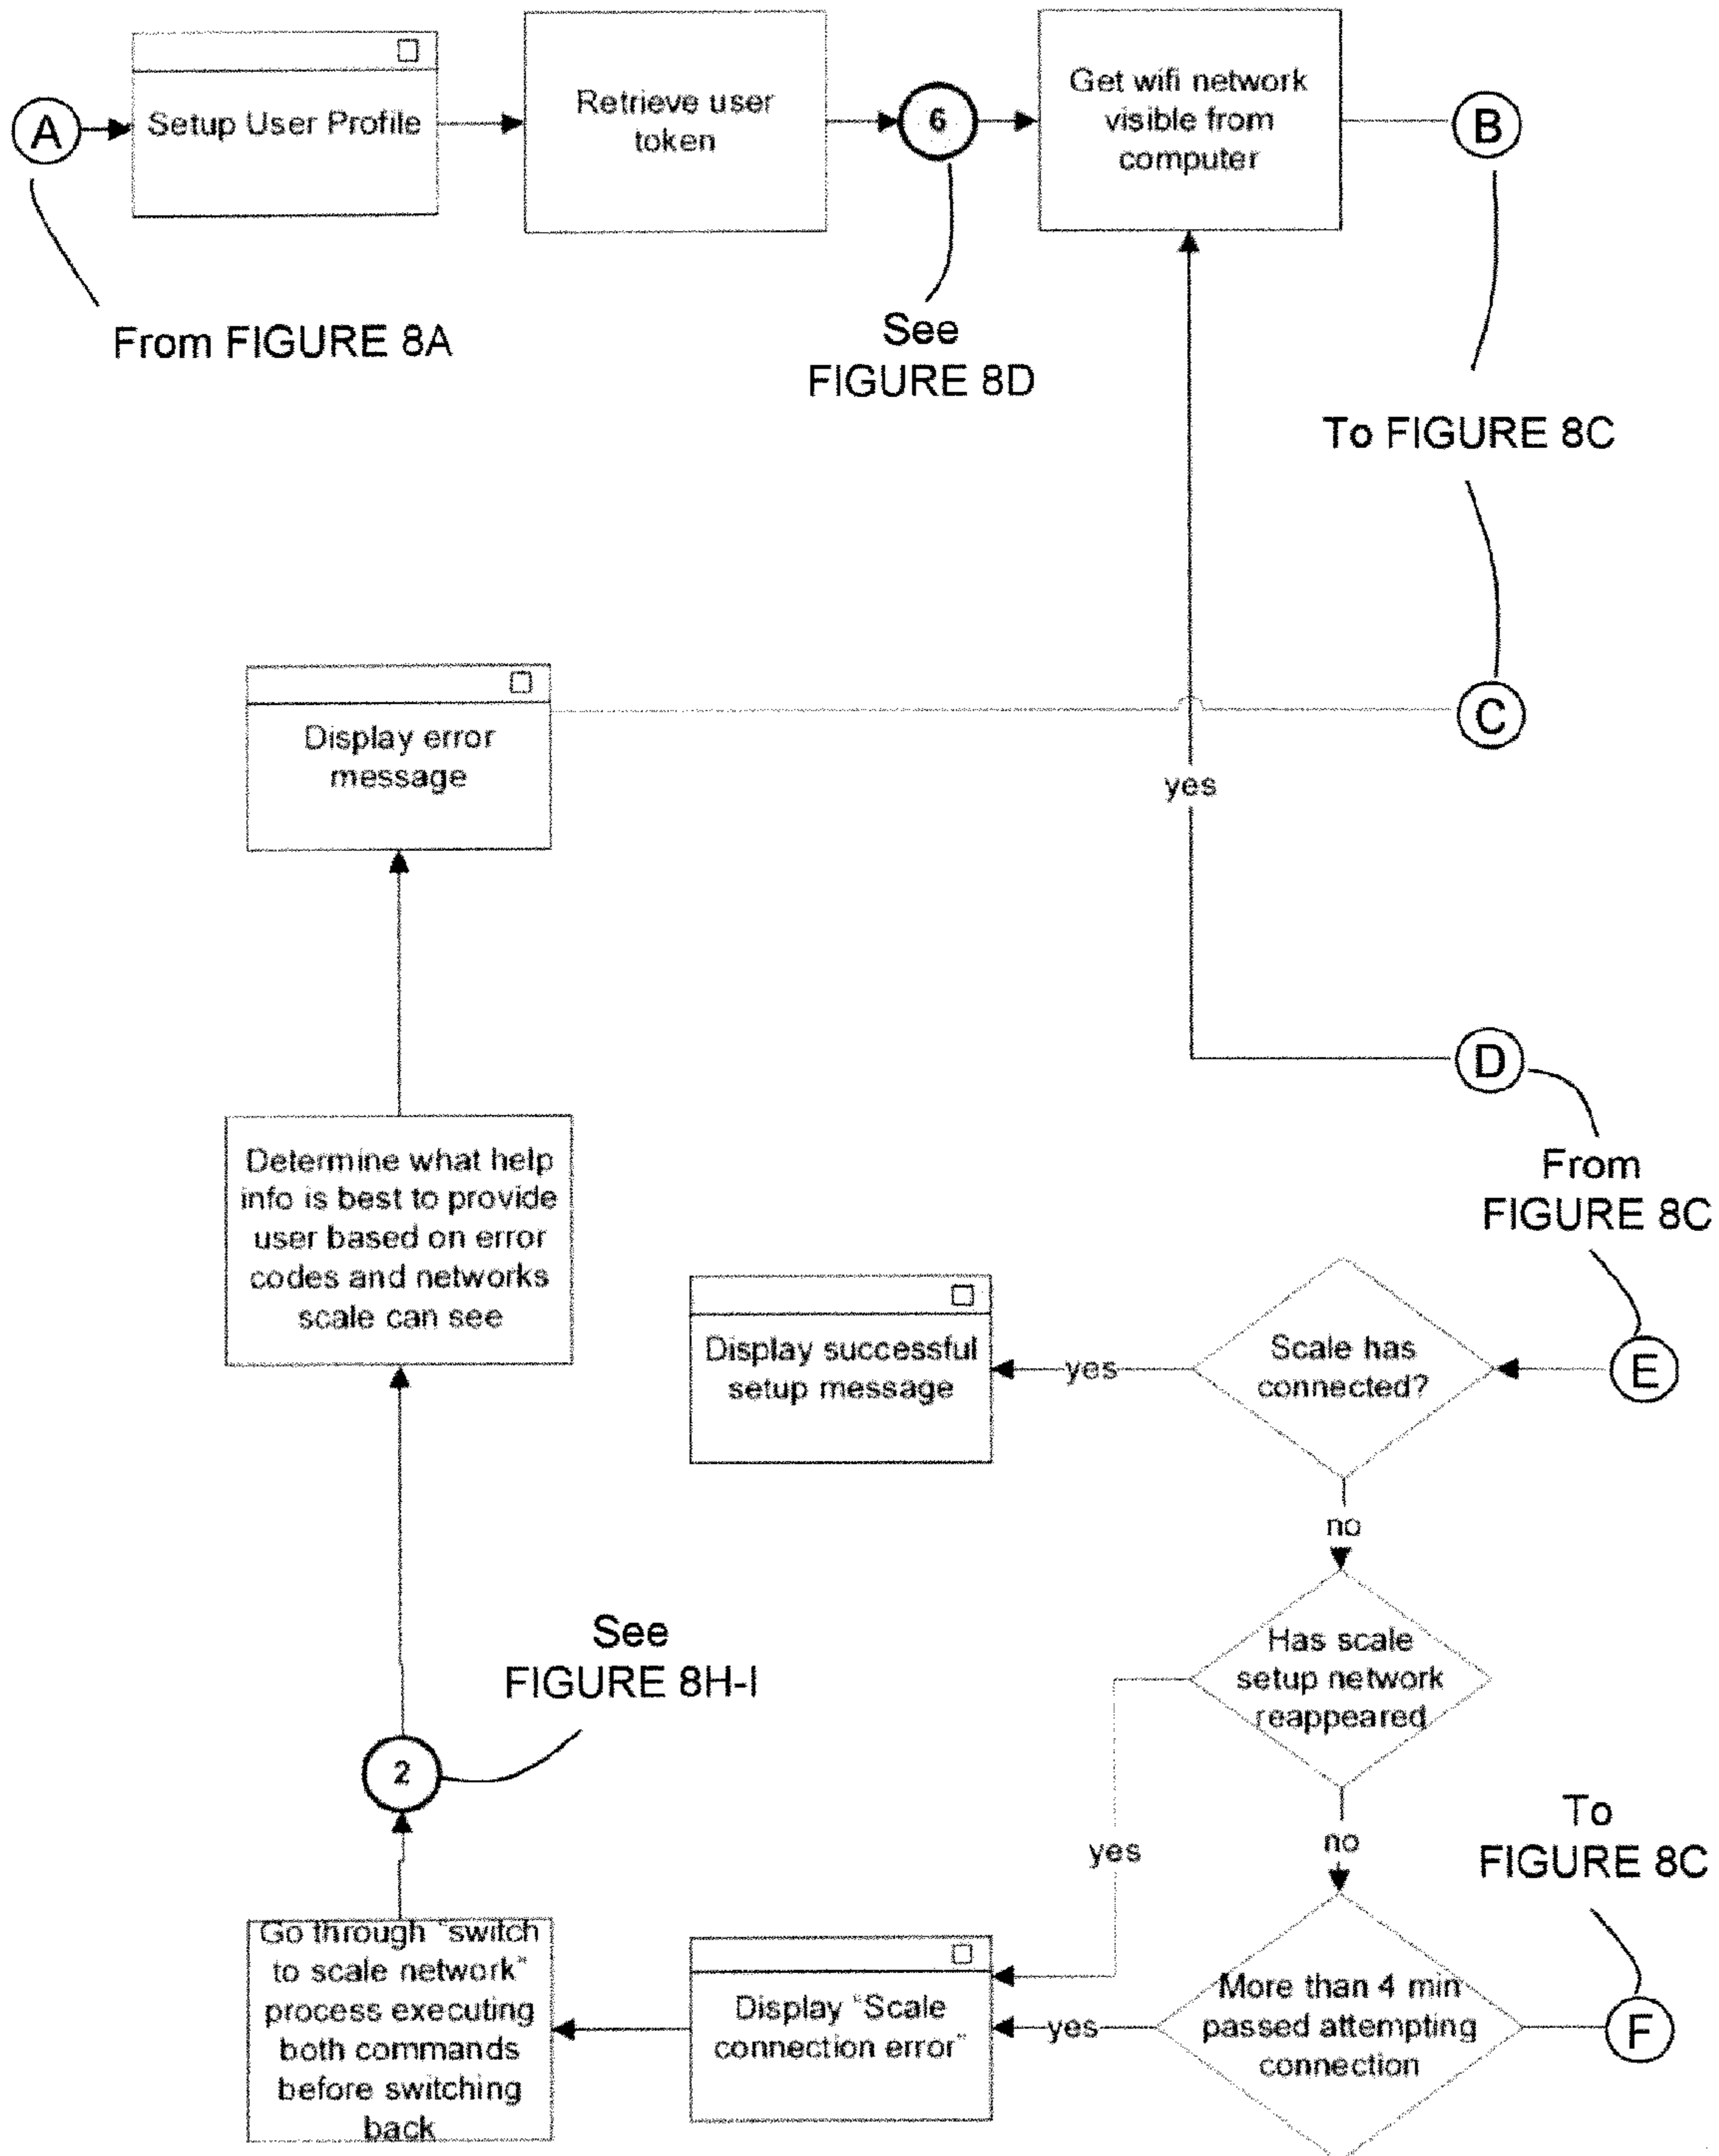 A
Setup User Profile
Retrieve user
token
6
Get wifi network
visible from
computer
B
From FIGURE 8A
See
FIGURE 8D
To FIGURE 8C
Display error
message
C
yes
D
From
FIGURE 8C
Determine what help
info is best to provide
user based on error
codes and networks
scale can see
Display successful
setup message
yes
Scale has
connected?
E
no
Has scale
setup network
reappeared
See
FIGURE 8H-I
2
yes
no
To
FIGURE 8C
Go through "switch
to scale network"
process executing
both commands
before switching
back
Display "Scale
connection error"
yes
More than 4 min
passed attempting
connection
F